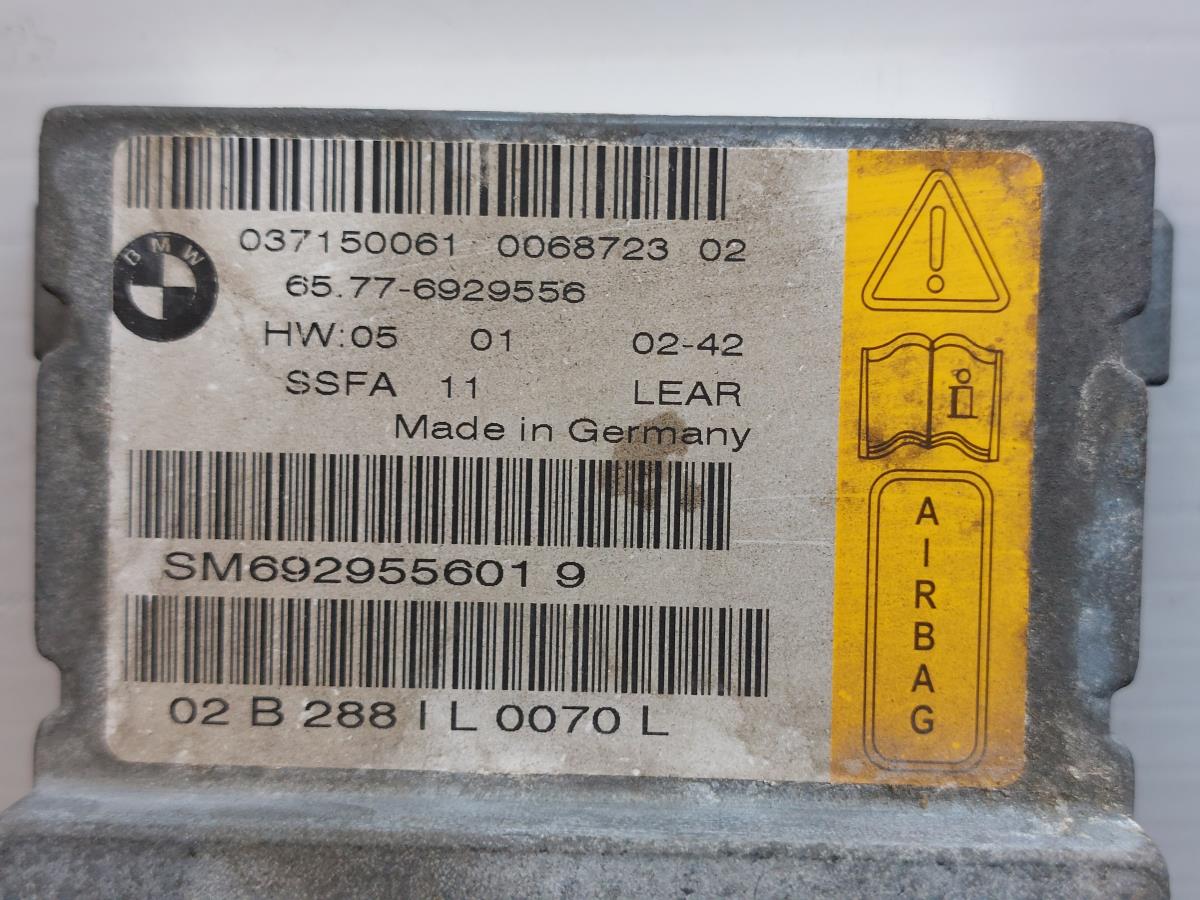 BMW
037150061 0068723 02
65.77-6929556
HW:05 01 02-42
SSFA 11 LEAR
Made in Germany
SM692955601 9
02 B 288 I L 0070 L
!
i
AIRBAG